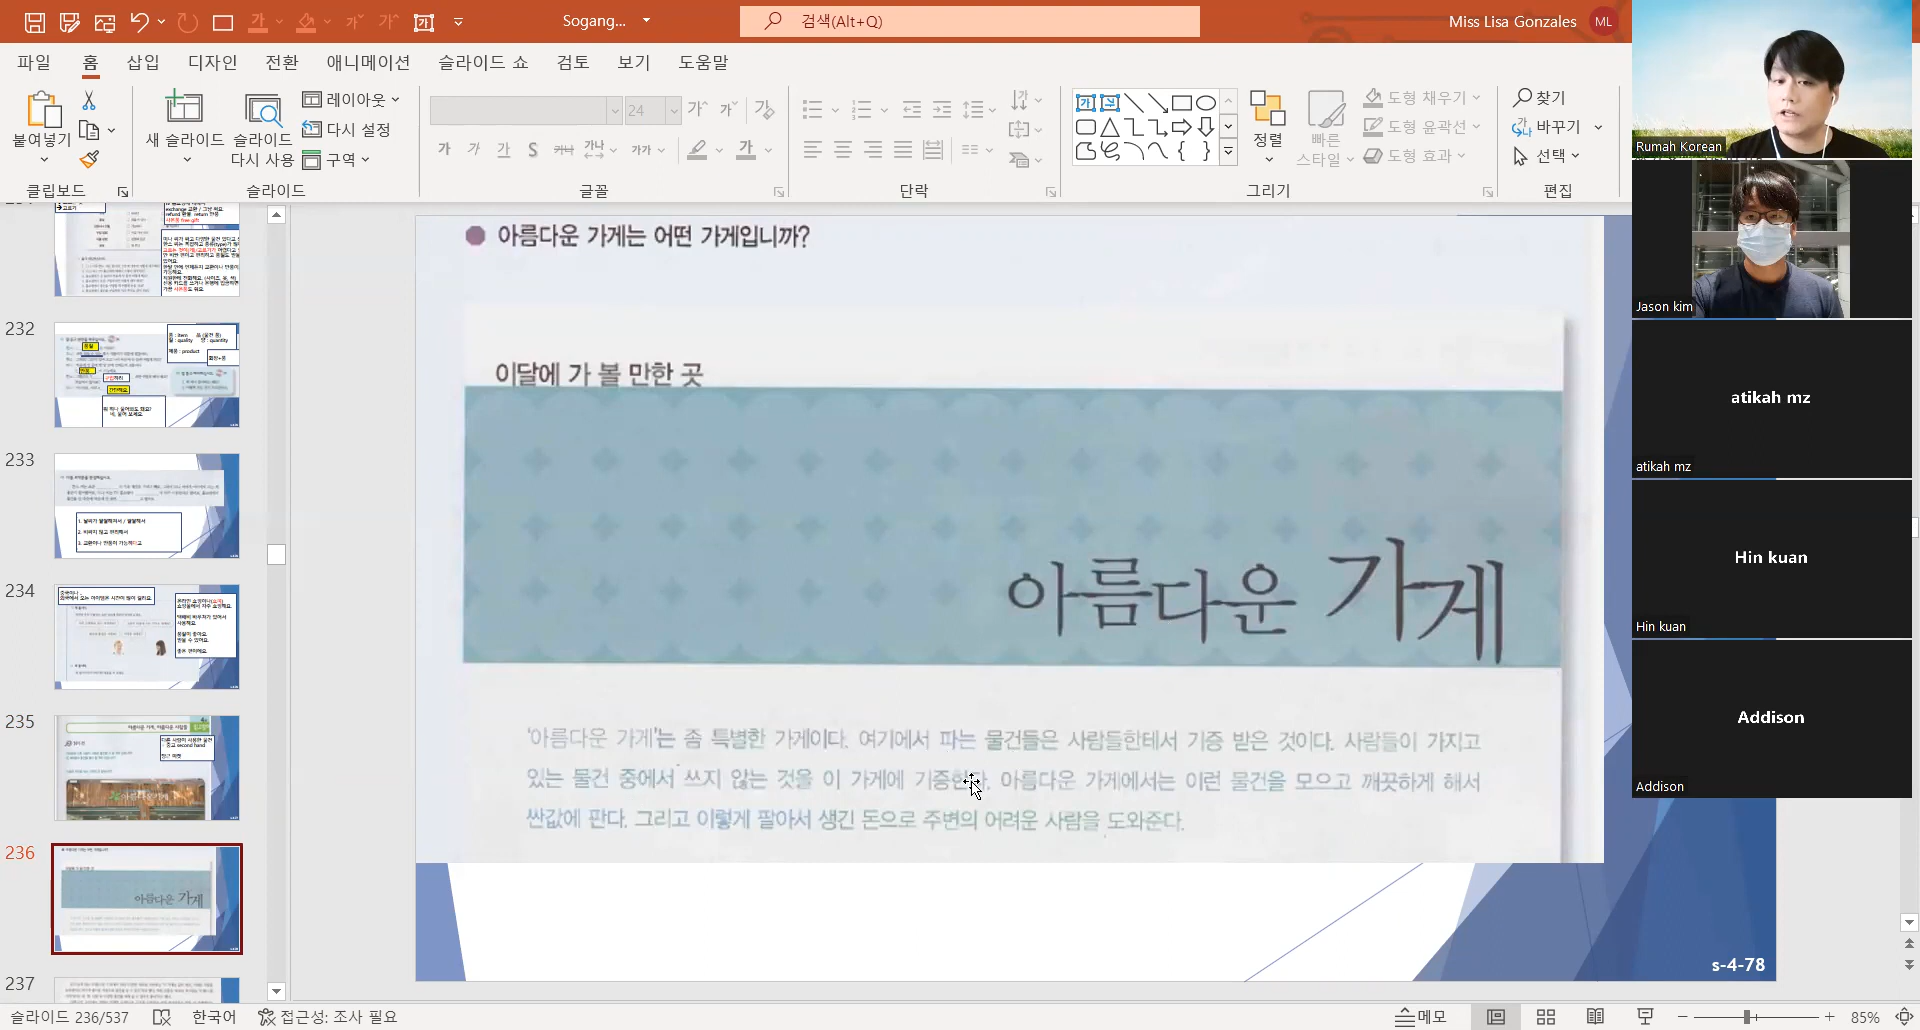 Sogang...
검색(Alt+Q)
Miss Lisa Gonzales
ML
파일 홈 삽입 디자인 전환 애니메이션 슬라이드 쇼 검토 보기 도움말
붙여넣기
새 슬라이드
슬라이드 다시 사용
레이아웃
다시 설정
구역
24
정렬
빠른 스타일
도형 채우기
도형 윤곽선
도형 효과
찾기
바꾸기
선택
클립보드
슬라이드
글꼴
단락
그리기
편집
232
233
234
235
236
237
아름다운 가게는 어떤 가게입니까?
이달에 가 볼 만한 곳
아름다운 가게
'아름다운 가게'는 좀 특별한 가게이다. 여기에서 파는 물건들은 사람들한테서 기증 받은 것이다. 사람들이 가지고
있는 물건 중에서 쓰지 않는 것을 이 가게에 기증한다. 아름다운 가게에서는 이런 물건을 모으고 깨끗하게 해서
싼값에 판다. 그리고 이렇게 팔아서 생긴 돈으로 주변의 어려운 사람을 도와준다.
s-4-78
Rumah Korean
Jason kim
atikah mz
atikah mz
Hin kuan
Hin kuan
Addison
Addison
슬라이드 236/537
한국어
접근성: 조사 필요
메모
85%